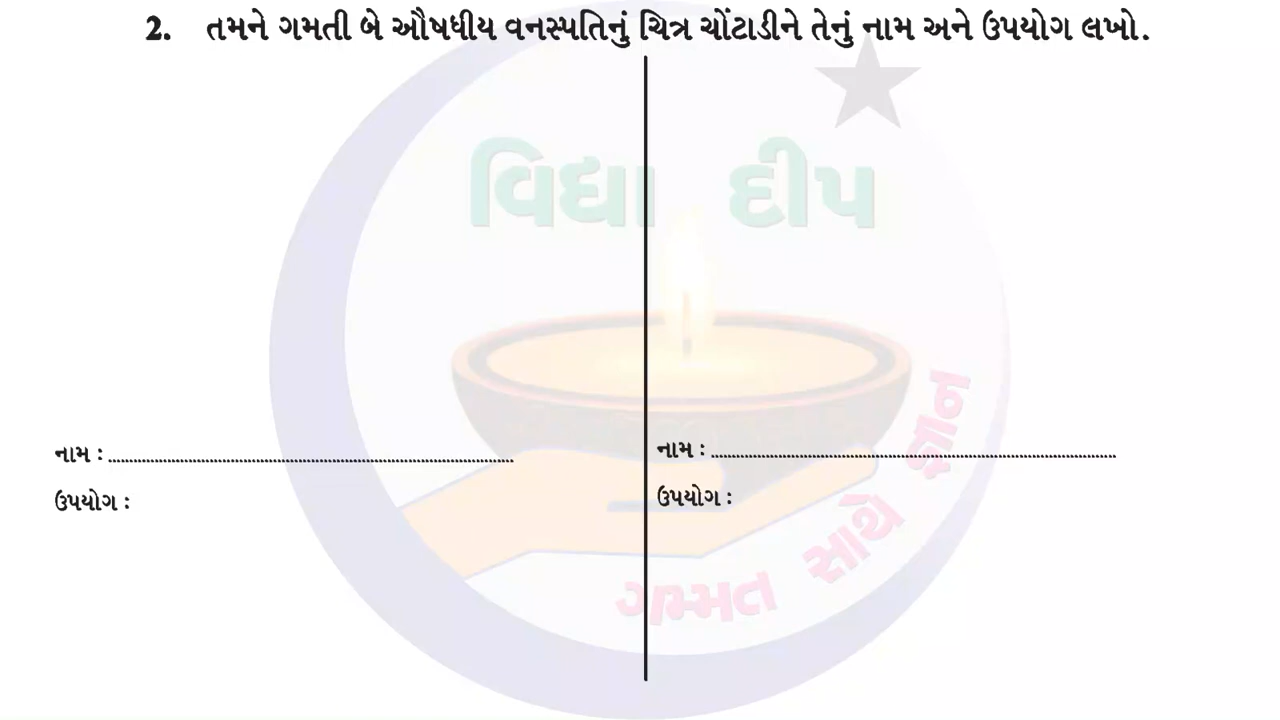 2. તમને ગમતી બે ઔષધીય વનસ્પતિનું ચિત્ર ચોંટાડીને તેનું નામ અને ઉપયોગ લખો.
વિદ્યા દીપ
નામ :
ઉપયોગ :
નામ :
ઉપયોગ :
ગમ્મત સાથે જ્ઞાન